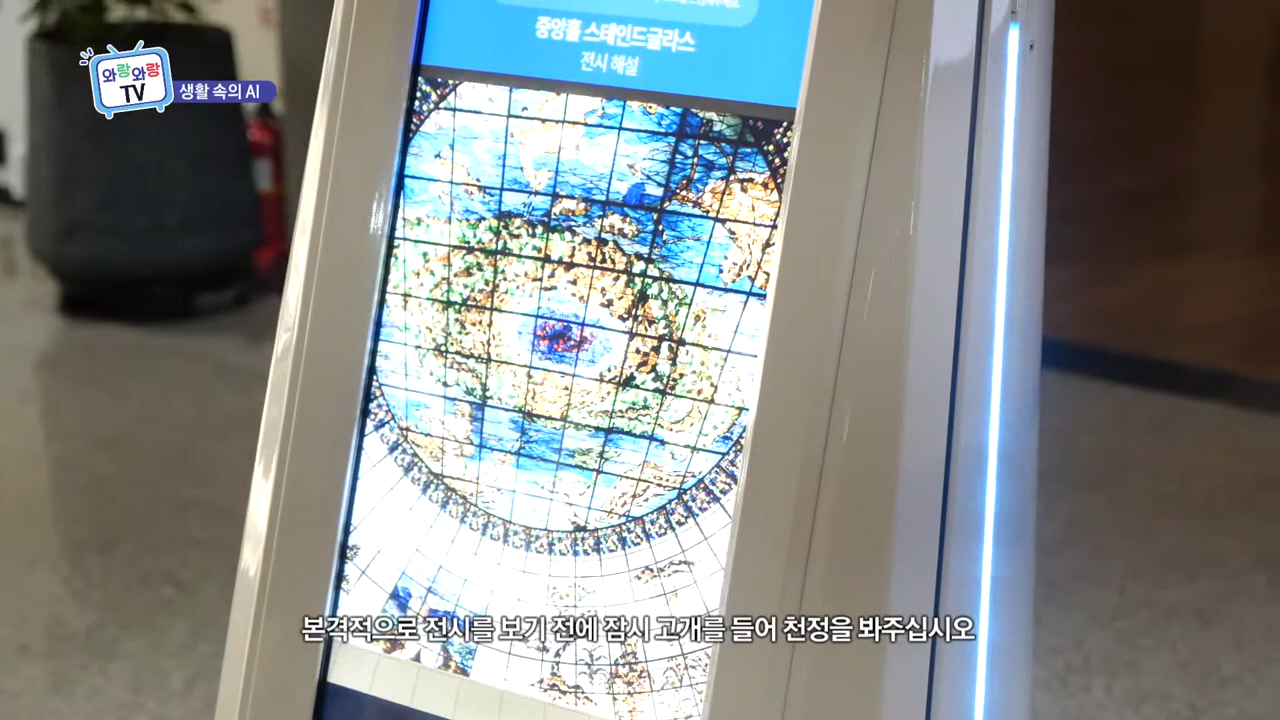 와랑와랑
TV
생활 속의 AI
중앙홀 스테인드글라스
전시 해설
본격적으로 전시를 보기 전에 잠시 고개를 들어 천정을 봐주십시오